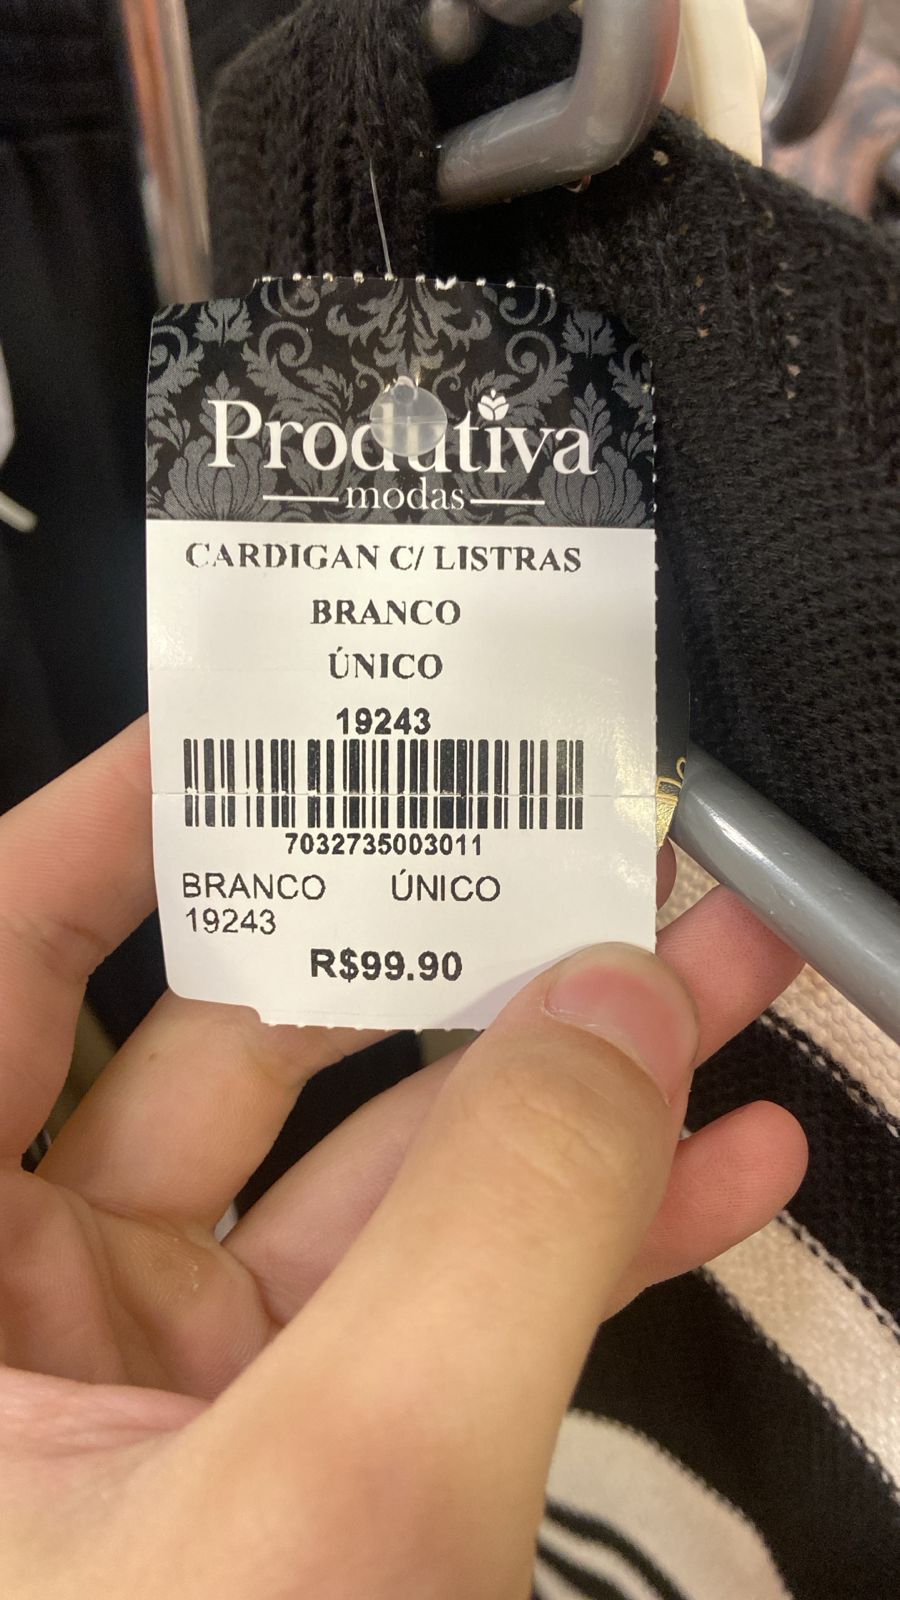 Produtiva
modas
CARDIGAN C/ LISTRAS
BRANCO
ÚNICO
19243
7032735003011
BRANCO ÚNICO
19243
R$99.90